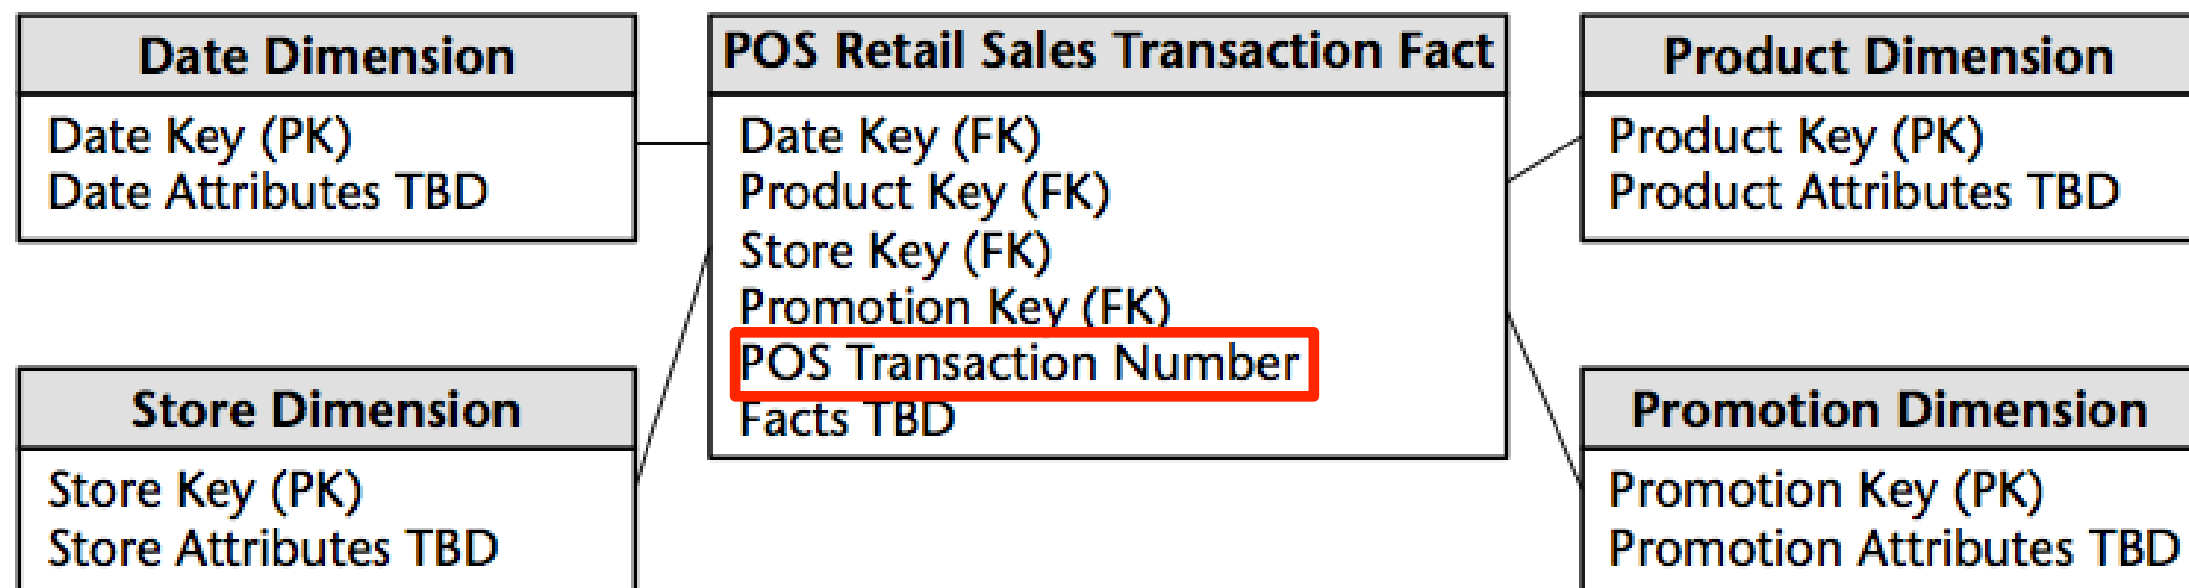 Date Dimension
Date Key (PK)
Date Attributes TBD
Store Dimension
Store Key (PK)
Store Attributes TBD
POS Retail Sales Transaction Fact
Date Key (FK)
Product Key (FK)
Store Key (FK)
Promotion Key (FK)
POS Transaction Number
Facts TBD
Product Dimension
Product Key (PK)
Product Attributes TBD
Promotion Dimension
Promotion Key (PK)
Promotion Attributes TBD